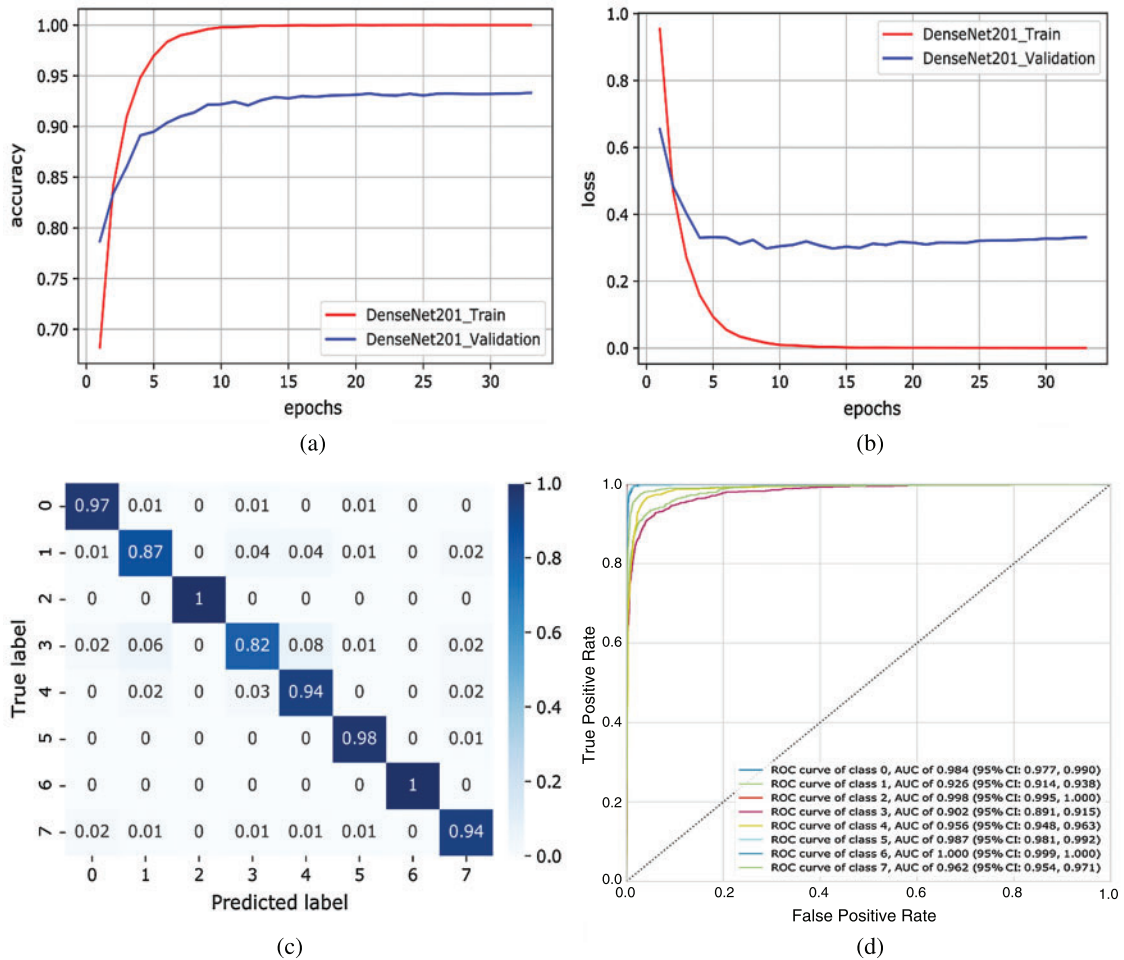 1.00
0.95
0.90
0.85
0.80
0.75
0.70
accuracy
DenseNet201_Train
DenseNet201_Validation
0 5 10 15 20 25 30
epochs
(a)
1.0
0.8
0.6
0.4
0.2
0.0
loss
DenseNet201_Train
DenseNet201_Validation
0 5 10 15 20 25 30
epochs
(b)
True label
0 0.97 0.01 0 0.01 0 0.01 0 0
1 0.01 0.87 0 0.04 0.04 0.01 0 0.02
2 0 0 1 0 0 0 0 0
3 0.02 0.06 0 0.82 0.08 0.01 0 0.02
4 0 0.02 0 0.03 0.94 0 0 0.02
5 0 0 0 0 0 0.98 0 0.01
6 0 0 0 0 0 0 1 0
7 0.02 0.01 0 0.01 0.01 0.01 0 0.94
0 1 2 3 4 5 6 7
Predicted label
1.0
0.8
0.6
0.4
0.2
0.0
(c)
1.0
0.8
0.6
0.4
0.2
0.0
True Positive Rate
ROC curve of class 0, AUC of 0.984 (95% CI: 0.977, 0.990)
ROC curve of class 1, AUC of 0.926 (95% CI: 0.914, 0.938)
ROC curve of class 2, AUC of 0.998 (95% CI: 0.995, 1.000)
ROC curve of class 3, AUC of 0.902 (95% CI: 0.891, 0.915)
ROC curve of class 4, AUC of 0.956 (95% CI: 0.948, 0.963)
ROC curve of class 5, AUC of 0.987 (95% CI: 0.981, 0.992)
ROC curve of class 6, AUC of 1.000 (95% CI: 0.999, 1.000)
ROC curve of class 7, AUC of 0.962 (95% CI: 0.954, 0.971)
0.0 0.2 0.4 0.6 0.8 1.0
False Positive Rate
(d)